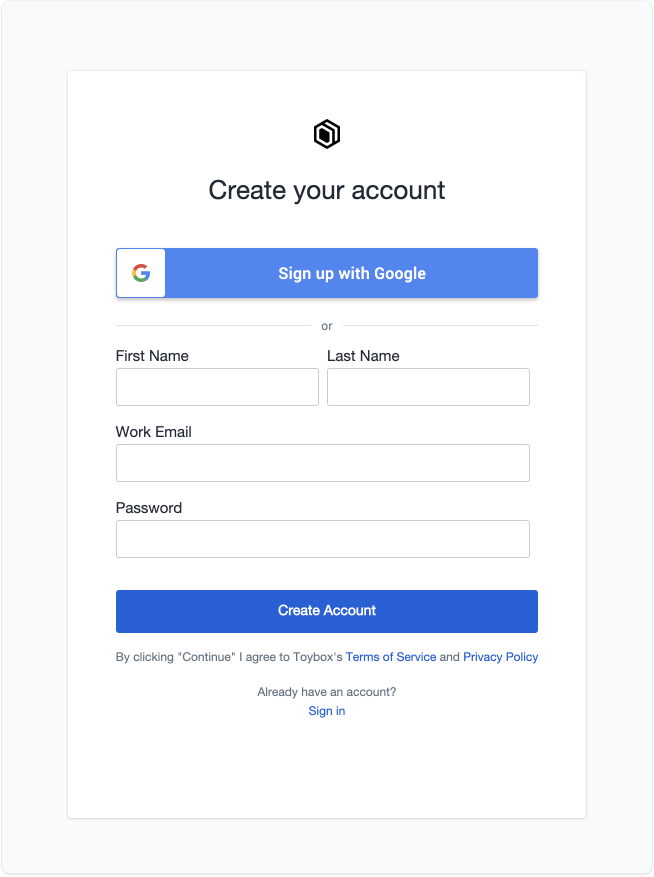 Create your account
Sign up with Google
or
First Name Last Name
Work Email
Password
Create Account
By clicking "Continue" I agree to Toybox's Terms of Service and Privacy Policy
Already have an account?
Sign in